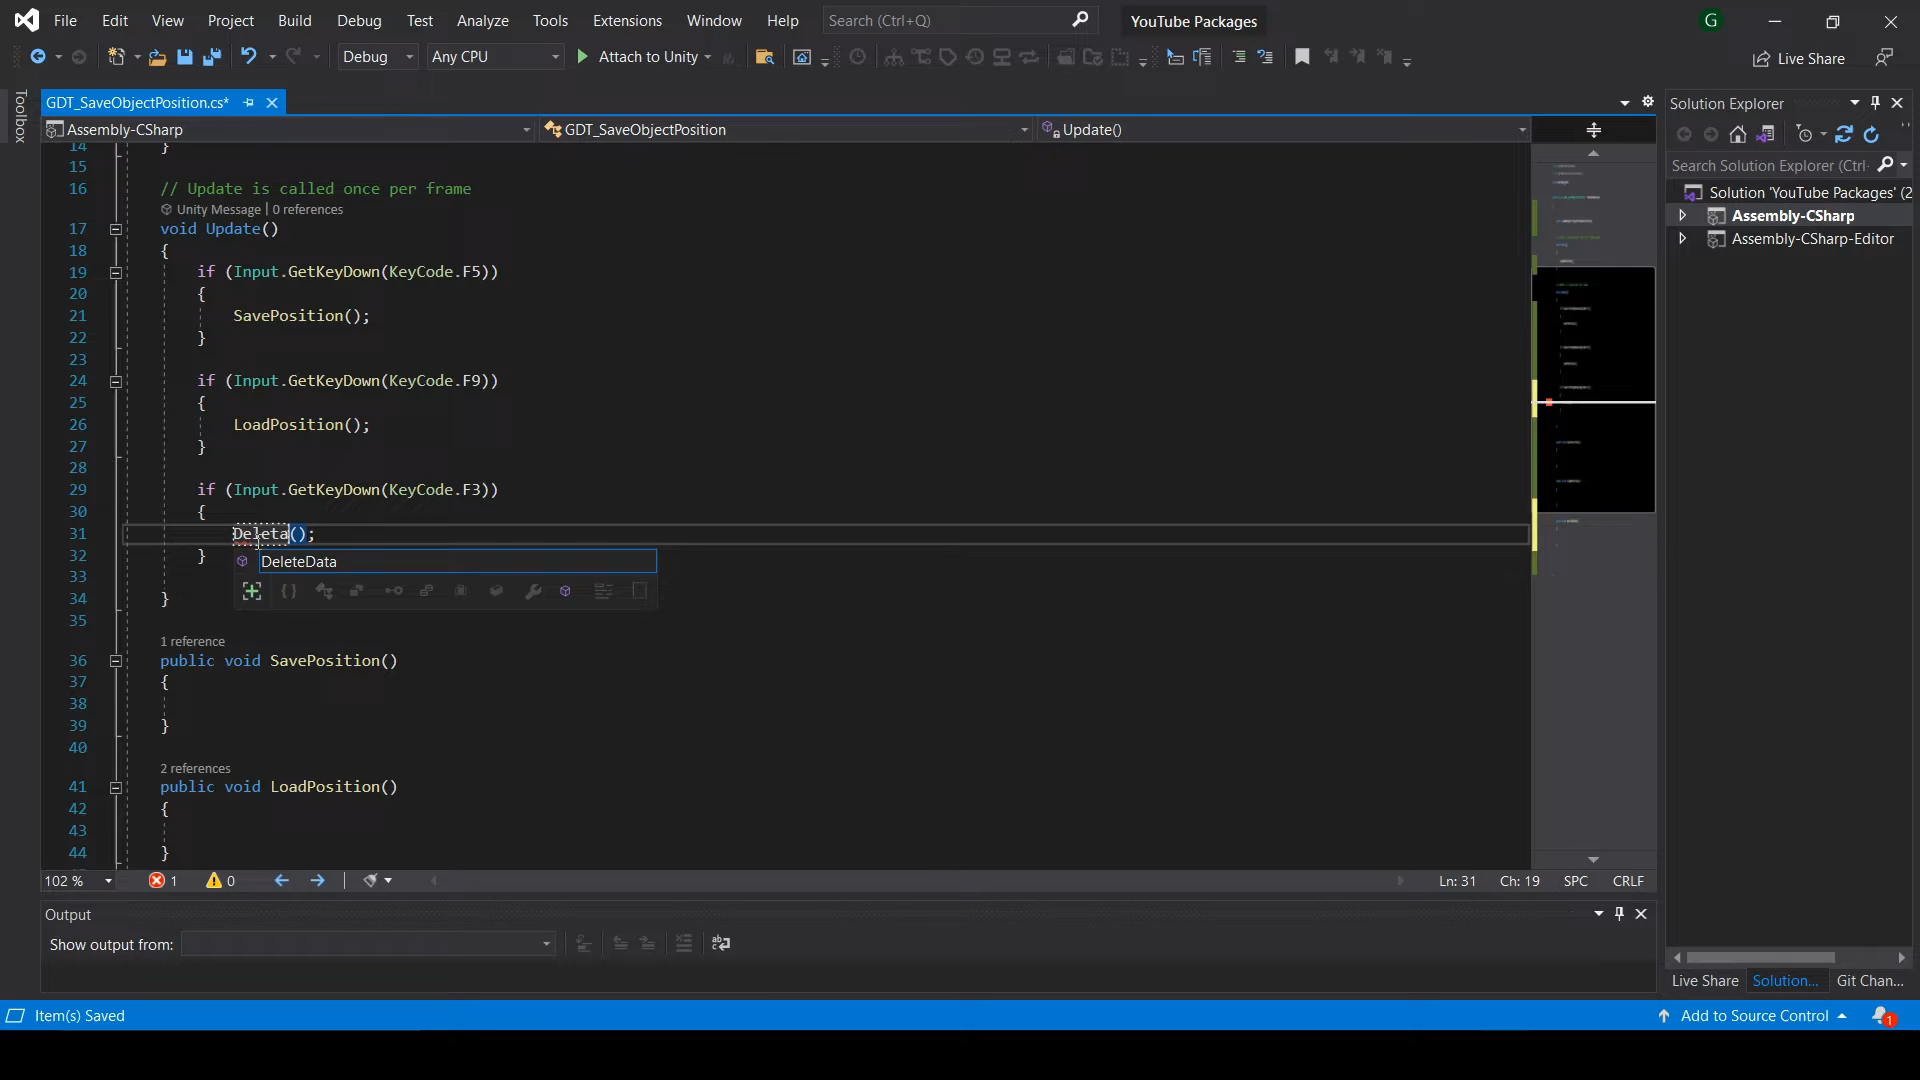 File Edit View Project Build Debug Test Analyze Tools Extensions Window Help Search (Ctrl+Q) YouTube Packages G
Debug Any CPU Attach to Unity Live Share
Toolbox
GDT_SaveObjectPosition.cs*
Assembly-CSharp GDT_SaveObjectPosition Update()
14 }
15
16 // Update is called once per frame
Unity Message | 0 references
17 void Update()
18 {
19 if (Input.GetKeyDown(KeyCode.F5))
20 {
21 SavePosition();
22 }
23
24 if (Input.GetKeyDown(KeyCode.F9))
25 {
26 LoadPosition();
27 }
28
29 if (Input.GetKeyDown(KeyCode.F3))
30 {
31 Deleta();
32 }
DeleteData
33
34 }
35
1 reference
36 public void SavePosition()
37 {
38
39 }
40
2 references
41 public void LoadPosition()
42 {
43
44 }
102 % 1 0 Ln: 31 Ch: 19 SPC CRLF
Output
Show output from:
Solution Explorer
Search Solution Explorer (Ctrl-
Solution 'YouTube Packages' (2
Assembly-CSharp
Assembly-CSharp-Editor
Live Share Solution... Git Chan...
Item(s) Saved Add to Source Control 1